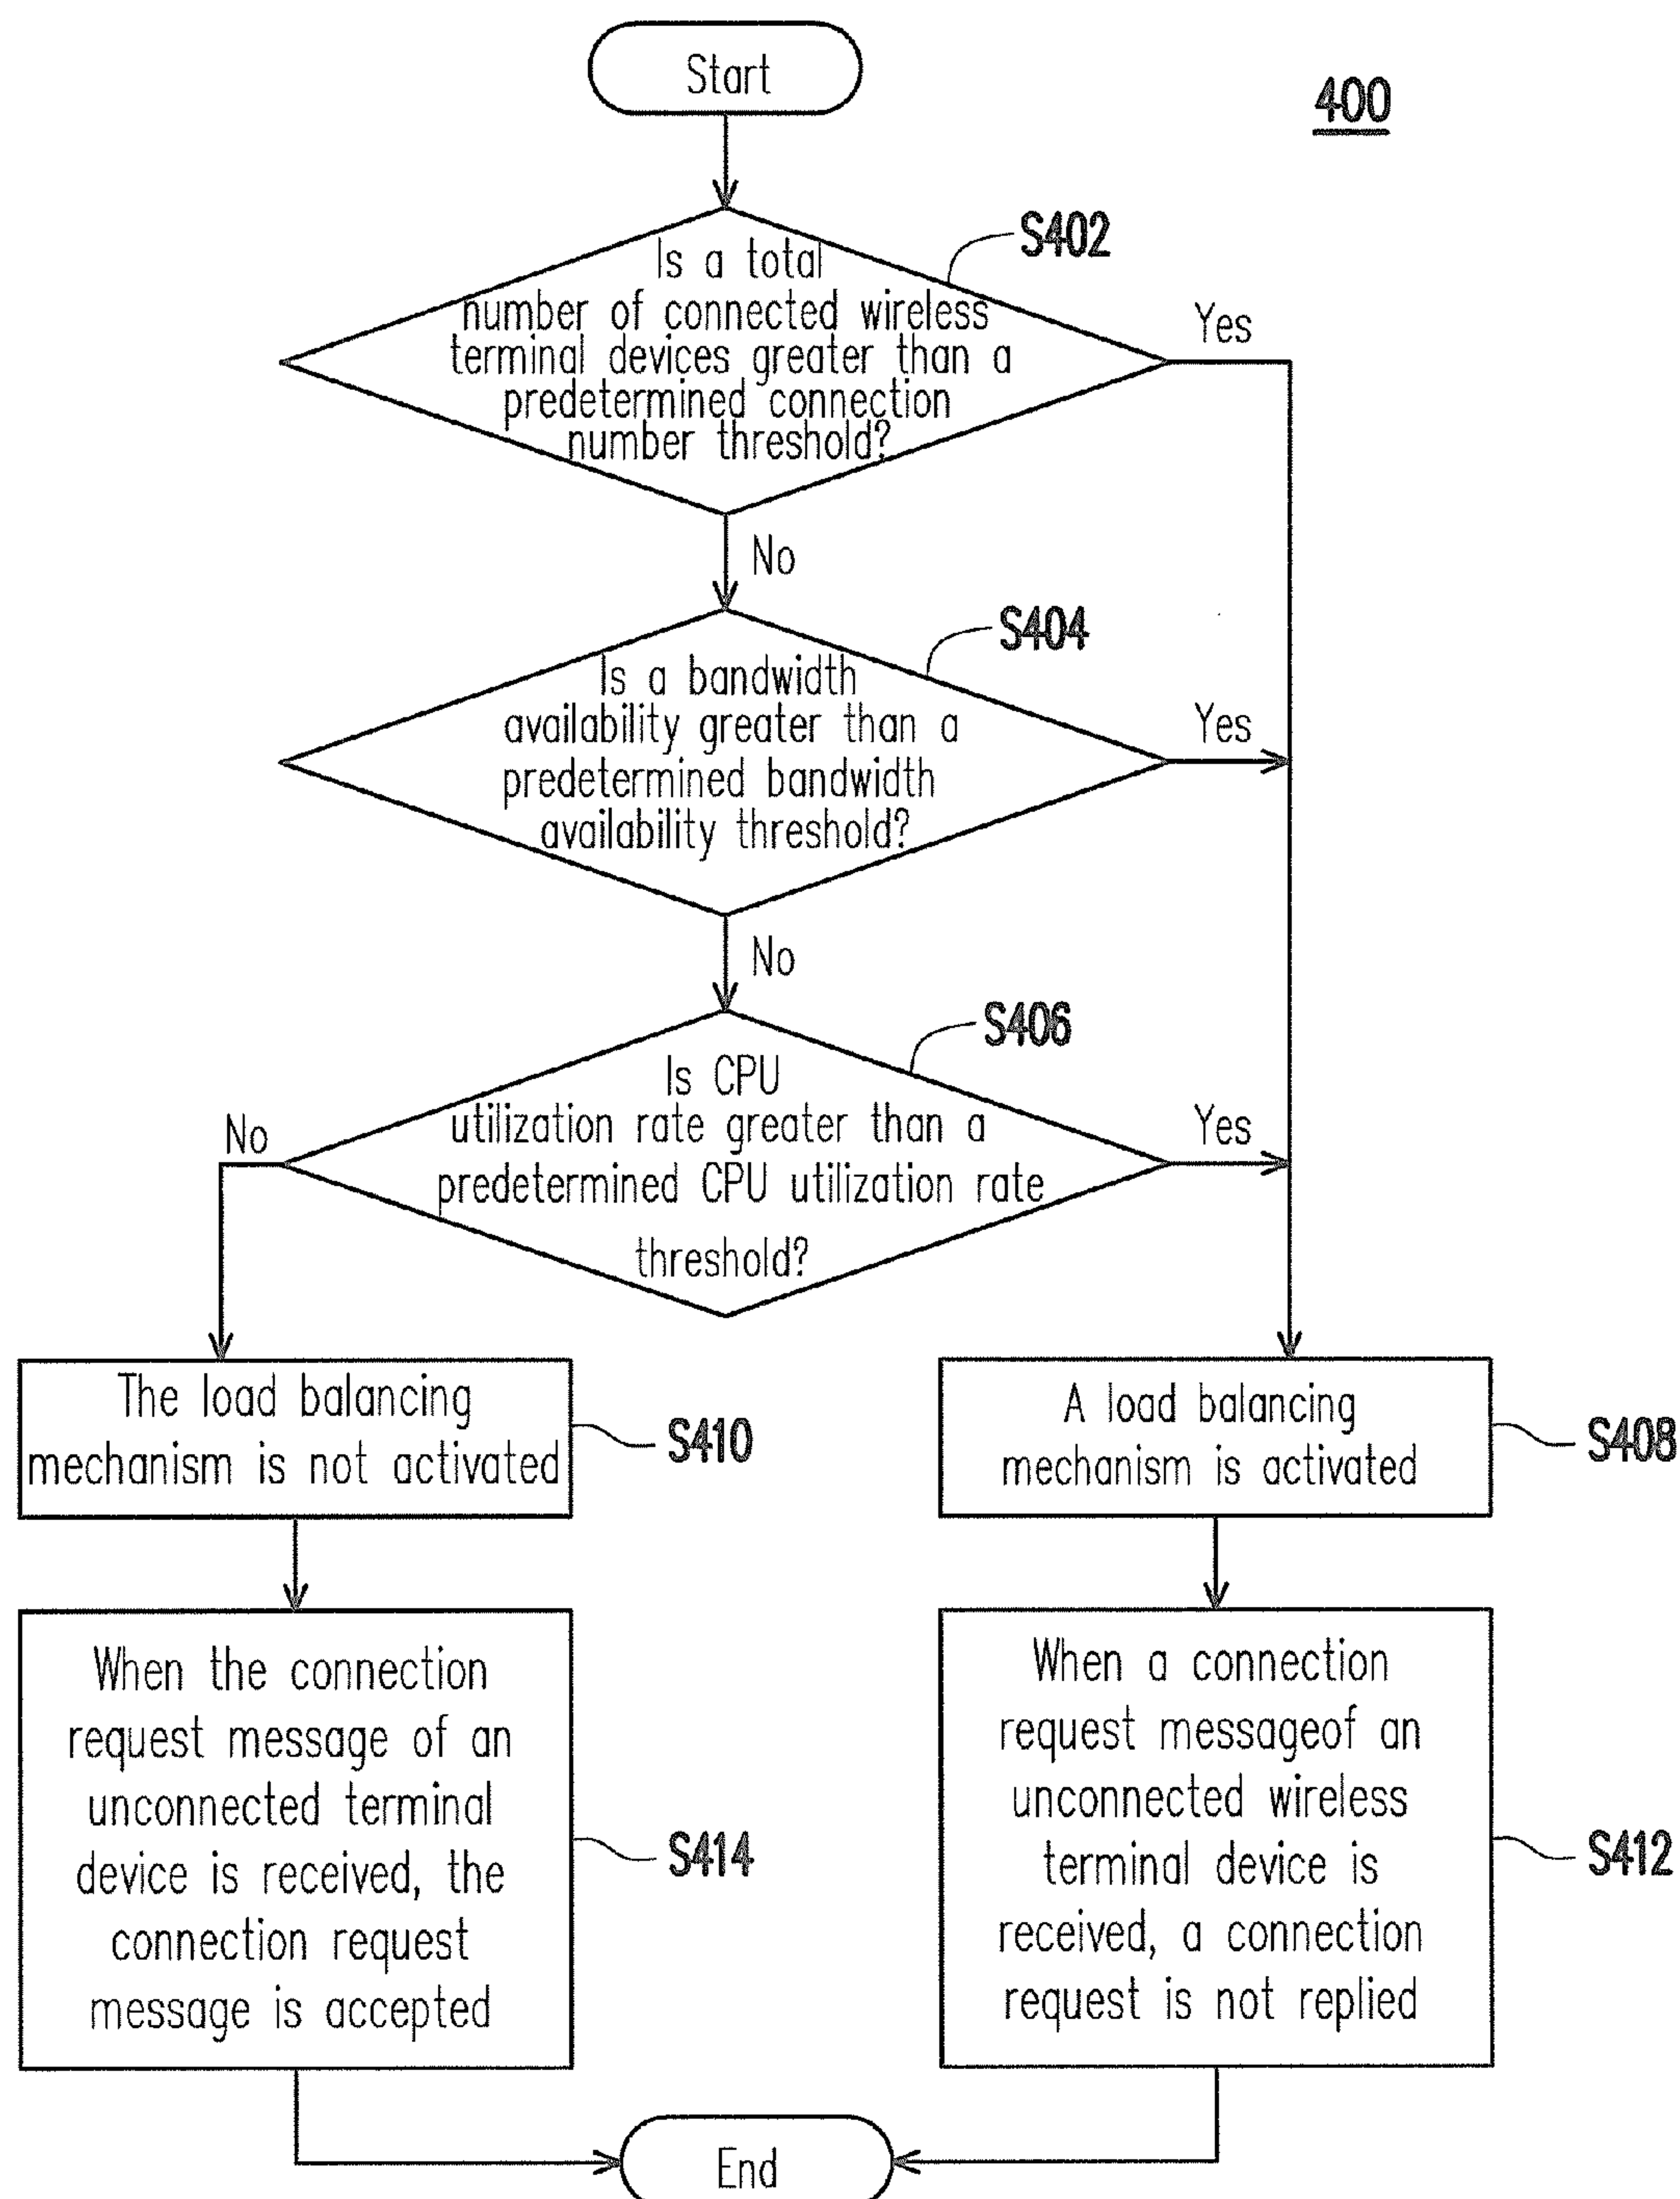 Start
400
S402
Is a total
number of connected wireless
terminal devices greater than a
predetermined connection
number threshold?
Yes
No
S404
Is a bandwidth
availability greater than a
predetermined bandwidth
availability threshold?
Yes
No
S406
Is CPU
utilization rate greater than a
predetermined CPU utilization rate
threshold?
No
Yes
The load balancing
mechanism is not activated
S410
A load balancing
mechanism is activated
S408
When the connection
request message of an
unconnected terminal
device is received, the
connection request
message is accepted
S414
When a connection
request messageof an
unconnected wireless
terminal device is
received, a connection
request is not replied
S412
End